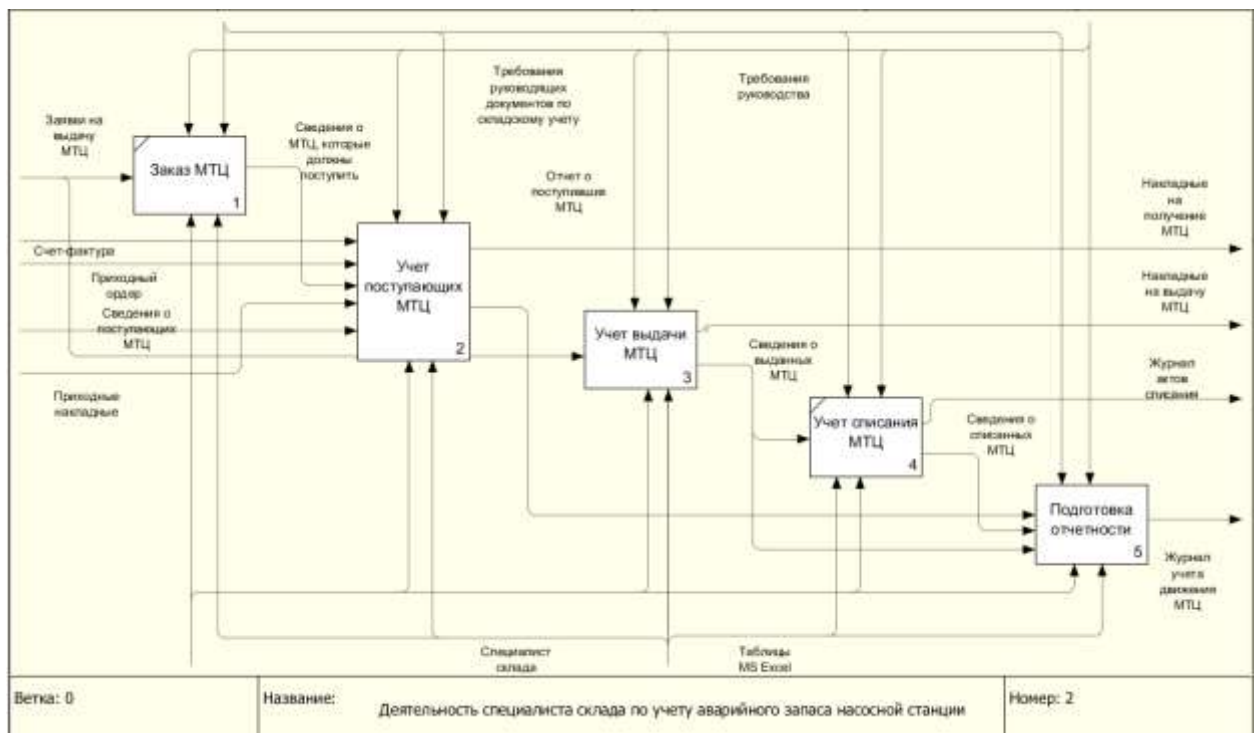 Требования
руководящих
документов по
складскому учету
Требования
руководства
Заявки на
выдачу
МТЦ
Заказ МТЦ
1
Сведения о
МТЦ, которые
должны
поступить
Отчет о
поступивших
МТЦ
Накладные
на
получение
МТЦ
Счет-фактура
Приходный
ордер
Сведения о
поступающих
МТЦ
Приходные
накладные
Учет
поступающих
МТЦ
2
Накладные
на выдачу
МТЦ
Учет выдачи
МТЦ
3
Сведения о
выданных
МТЦ
Журнал
актов
списания
Учет списания
МТЦ
4
Сведения о
списанных
МТЦ
Подготовка
отчетности
5
Журнал
учета
движения
МТЦ
Специалист
склада
Таблицы
MS Excel
Ветка: 0
Название:
Деятельность специалиста склада по учету аварийного запаса насосной станции
Номер: 2